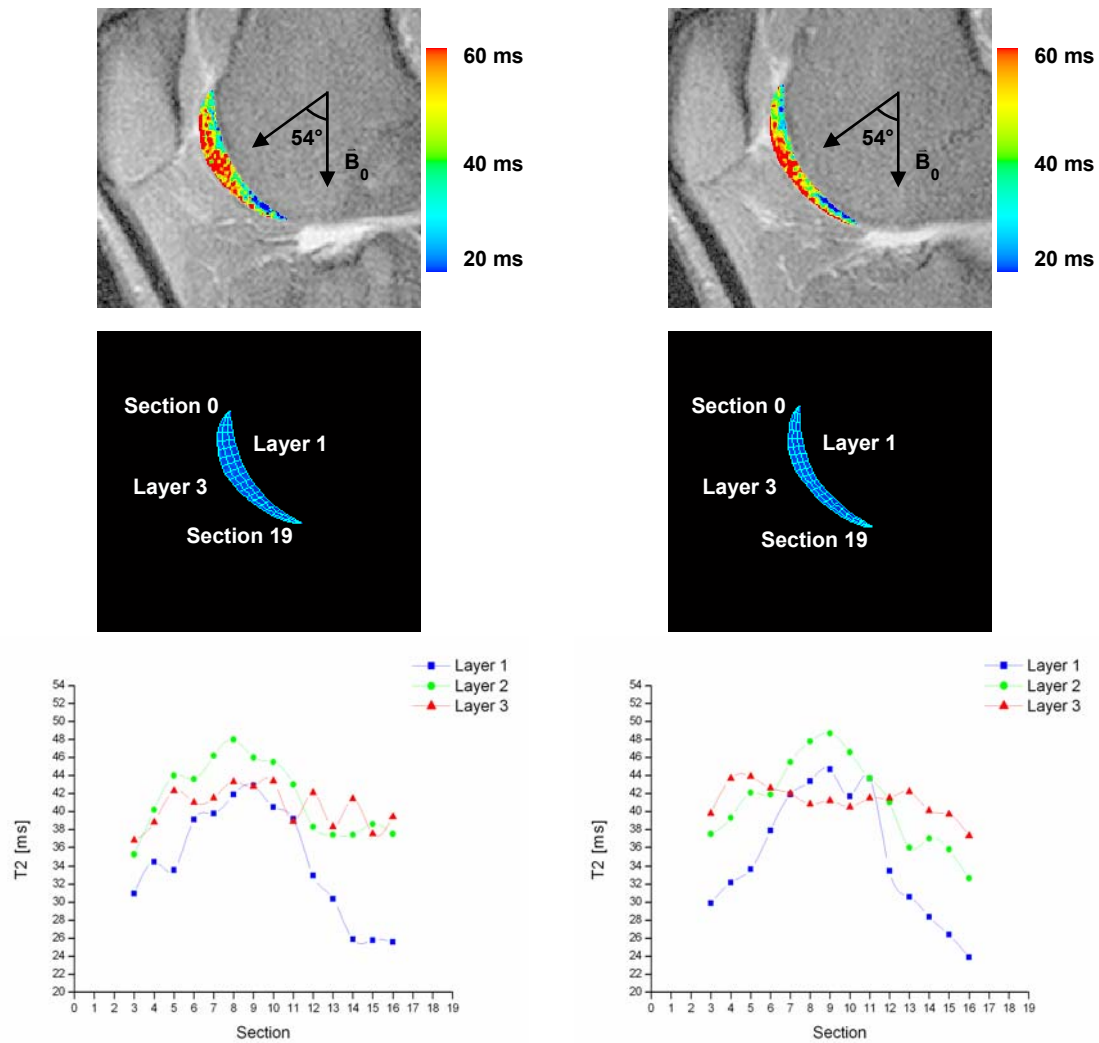 60 ms
40 ms
20 ms
54°
B̄₀
60 ms
40 ms
20 ms
54°
B̄₀
Section 0
Layer 1
Layer 3
Section 19
Section 0
Layer 1
Layer 3
Section 19
Layer 1
Layer 2
Layer 3
T2 [ms]
54
52
50
48
46
44
42
40
38
36
34
32
30
28
26
24
22
20
0 1 2 3 4 5 6 7 8 9 10 11 12 13 14 15 16 17 18 19
Section
Layer 1
Layer 2
Layer 3
T2 [ms]
54
52
50
48
46
44
42
40
38
36
34
32
30
28
26
24
22
20
0 1 2 3 4 5 6 7 8 9 10 11 12 13 14 15 16 17 18 19
Section